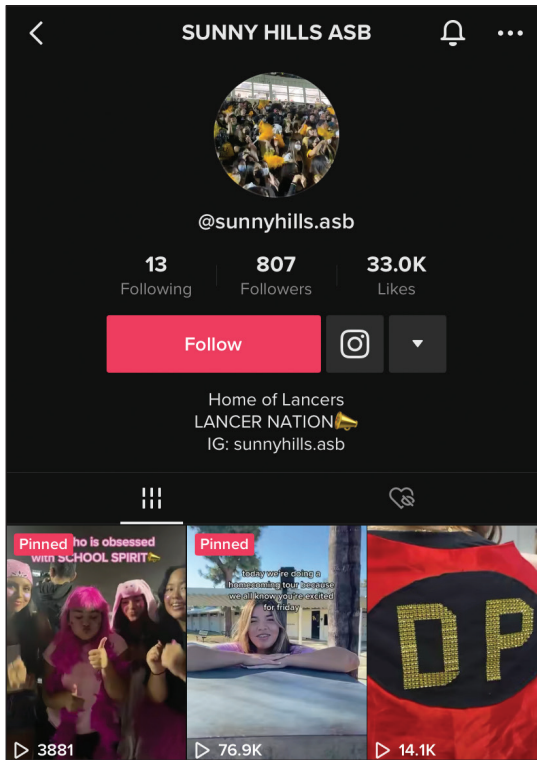 SUNNY HILLS ASB
@sunnyhills.asb
13
Following
807
Followers
33.0K
Likes
Follow
Home of Lancers
LANCER NATION
IG: sunnyhills.asb
Pinned
is obsessed
with SCHOOL SPIRIT
3881
Pinned
today we're doing a
homecoming tour because
we all know you're excited
for friday
76.9K
DP
14.1K